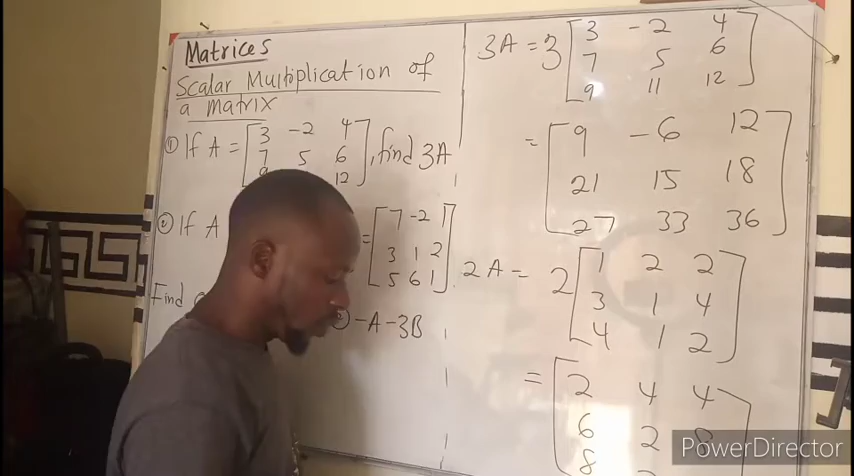 Matrices
Scalar Multiplication of
a matrix
① If A = [3 -2 4
7 5 6
12], find 3A
② If A = [7 -2 1
3 1 2
5 6 1]
Find
-A-3B
3A = 3 [3 -2 4
7 5 6
9 11 12]
= [9 -6 12
21 15 18
27 33 36]
2A = 2 [1 2 2
3 1 4
4 1 2]
= [2 4 4
6 2 8
8
PowerDirector